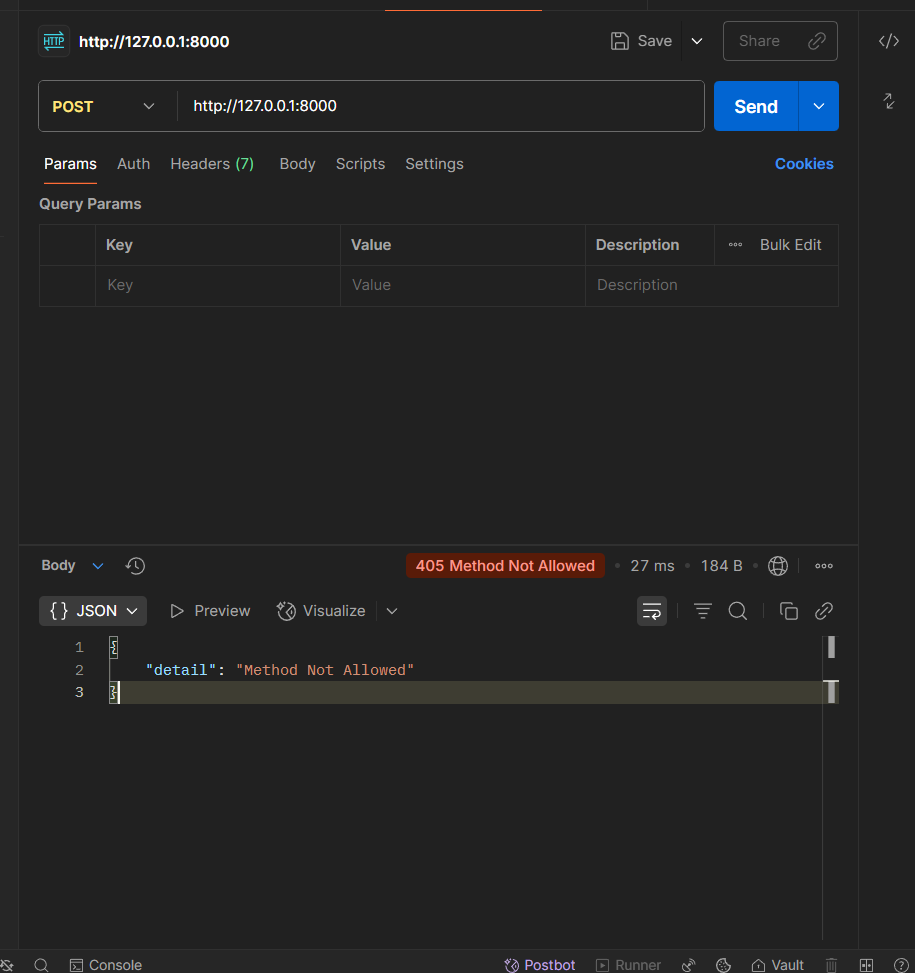 HTTP http://127.0.0.1:8000 Save Share
POST http://127.0.0.1:8000 Send
Params Auth Headers (7) Body Scripts Settings Cookies
Query Params
Key Value Description Bulk Edit
Key Value Description
Body 405 Method Not Allowed 27 ms 184 B
{} JSON Preview Visualize
1 {
2 "detail": "Method Not Allowed"
3 }
Console Postbot Runner Vault